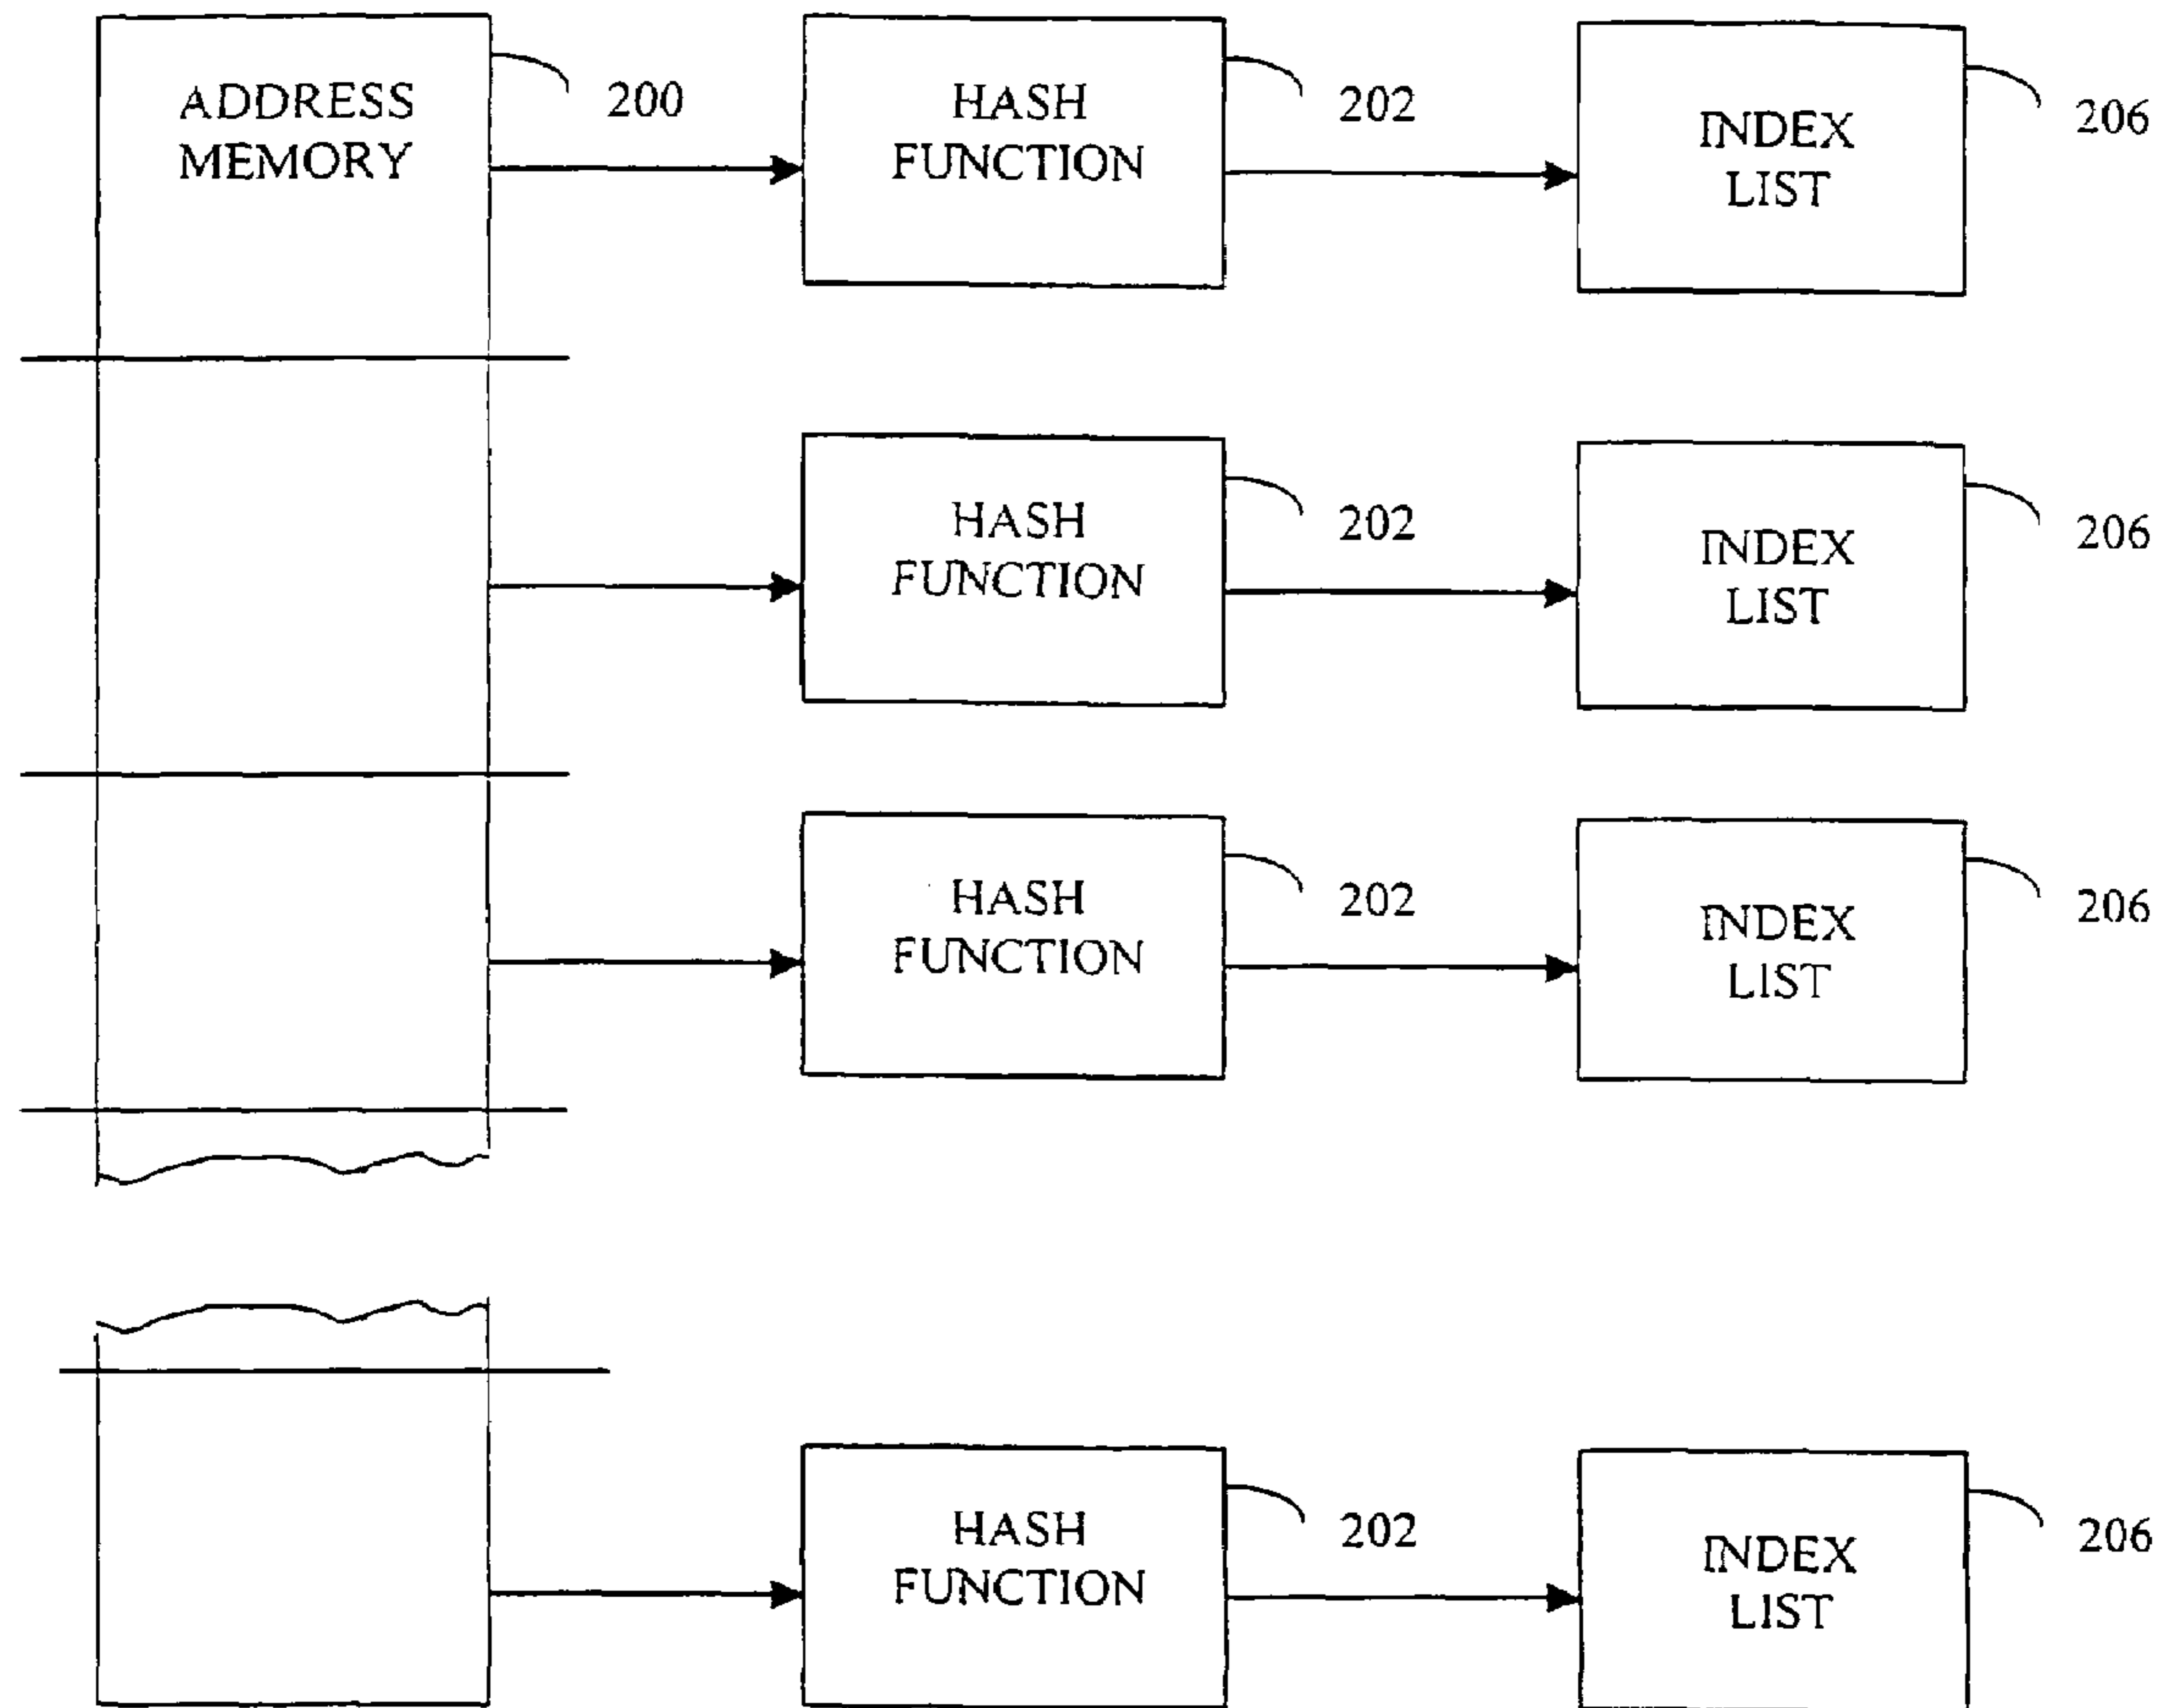 ADDRESS
MEMORY
200
HASH
FUNCTION
202
INDEX
LIST
206
HASH
FUNCTION
202
INDEX
LIST
206
HASH
FUNCTION
202
INDEX
LIST
206
HASH
FUNCTION
202
INDEX
LIST
206